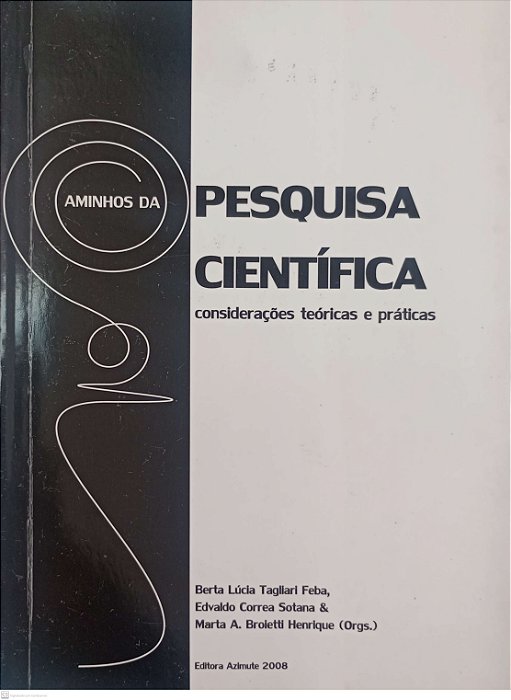 AMINHOS DA
PESQUISA
CIENTÍFICA
considerações teóricas e práticas
Berta Lúcia Tagliari Feba,
Edvaldo Correa Sotana &
Marta A. Broietti Henrique (Orgs.)
Editora Azimute 2008